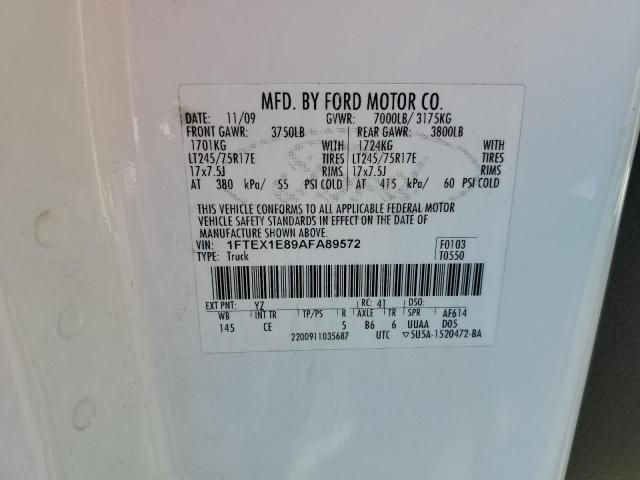 MFD. BY FORD MOTOR CO.
DATE: 11/09 GVWR: 7000LB/ 3175KG
FRONT GAWR: 3750LB REAR GAWR: 3800LB
1701KG WITH 1724KG WITH
LT245/75R17E TIRES LT245/75R17E TIRES
17x7.5J RIMS 17x7.5J RIMS
AT 380 kPa/ 55 PSI COLD AT 415 kPa/ 60 PSI COLD
THIS VEHICLE CONFORMS TO ALL APPLICABLE FEDERAL MOTOR
VEHICLE SAFETY STANDARDS IN EFFECT ON THE DATE OF
MANUFACTURE SHOWN ABOVE.
VIN: 1FTEX1E89AFA89572 F0103
TYPE: Truck T0550
EXT PNT: YZ RC: 41 DSO:
WB INT TR TP/PS R AXLE TR SPR AF614
145 CE 5 B6 6 UUAA D05
2200911035687 UTC ▽5U5A-1520472-BA